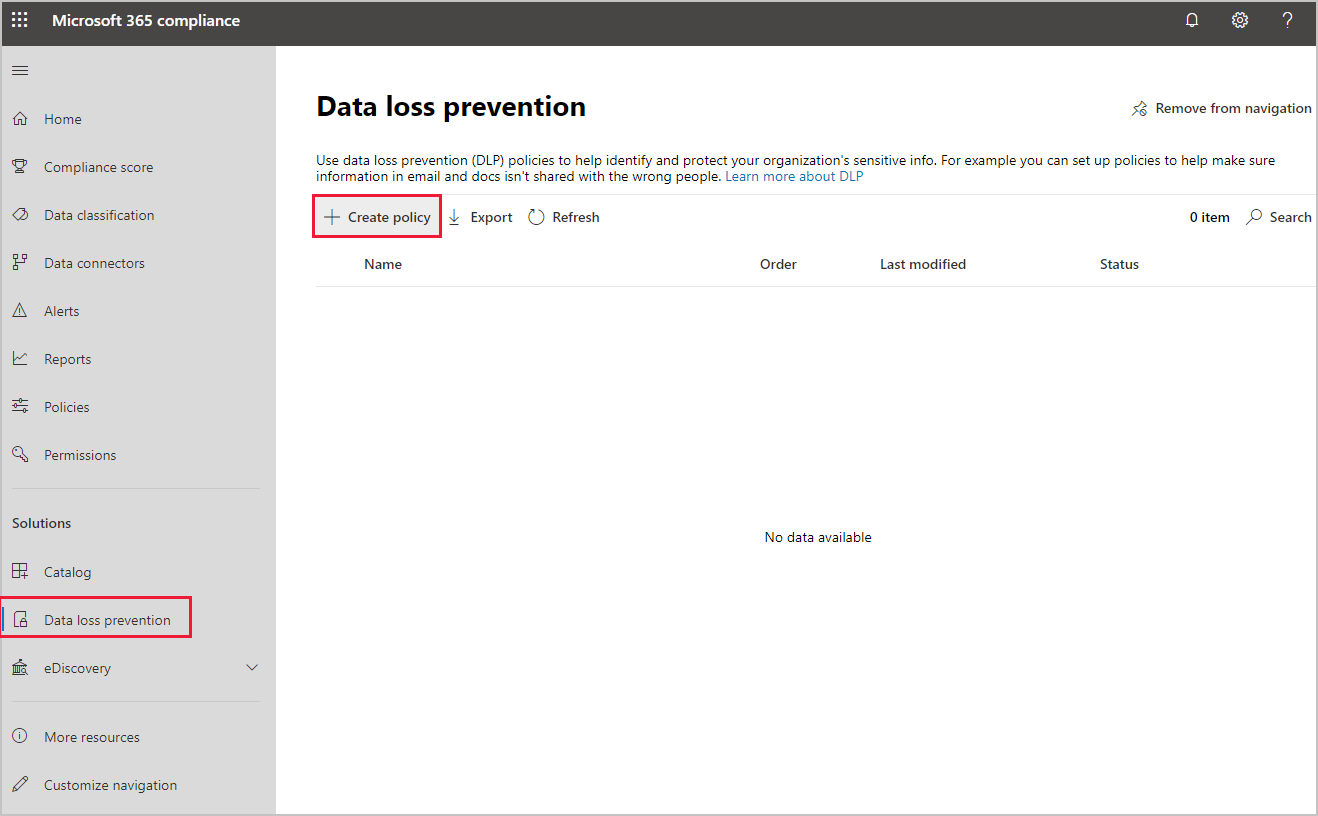 Microsoft 365 compliance
?
Home
Compliance score
Data classification
Data connectors
Alerts
Reports
Policies
Permissions
Solutions
Catalog
Data loss prevention
eDiscovery
More resources
Customize navigation
Data loss prevention
Remove from navigation
Use data loss prevention (DLP) policies to help identify and protect your organization's sensitive info. For example you can set up policies to help make sure
information in email and docs isn't shared with the wrong people. Learn more about DLP
Create policy Export Refresh 0 item Search
Name Order Last modified Status
No data available